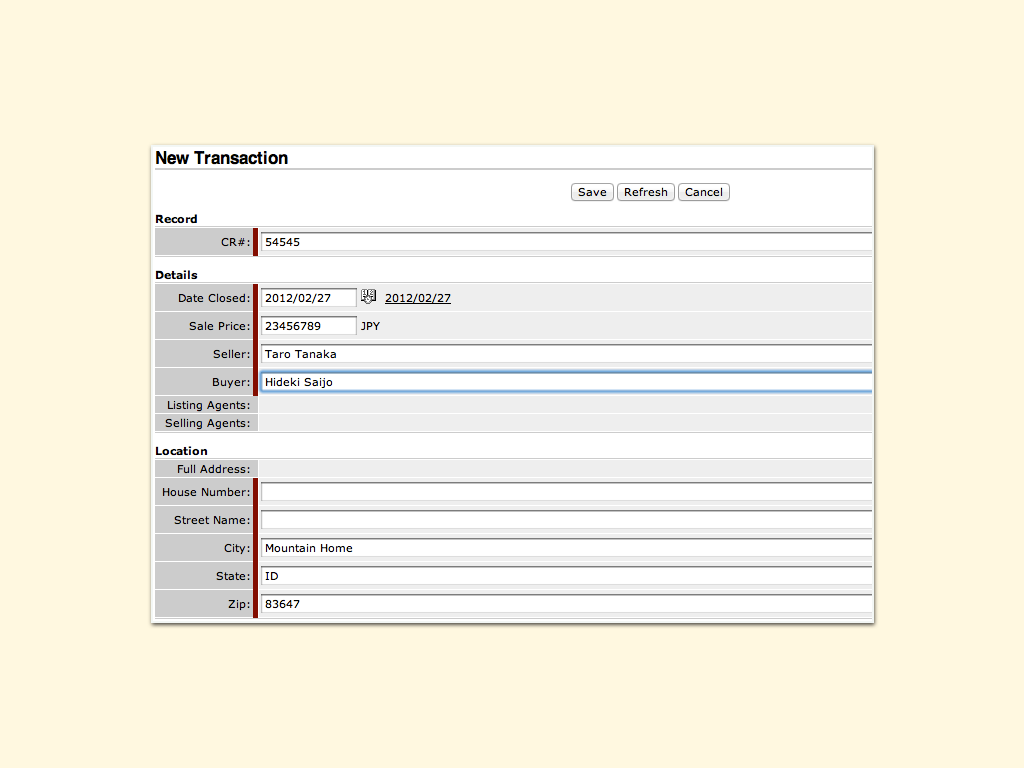 New Transaction
Save Refresh Cancel
Record
CR#: 54545
Details
Date Closed: 2012/02/27 2012/02/27
Sale Price: 23456789 JPY
Seller: Taro Tanaka
Buyer: Hideki Saijo
Listing Agents:
Selling Agents:
Location
Full Address:
House Number:
Street Name:
City: Mountain Home
State: ID
Zip: 83647